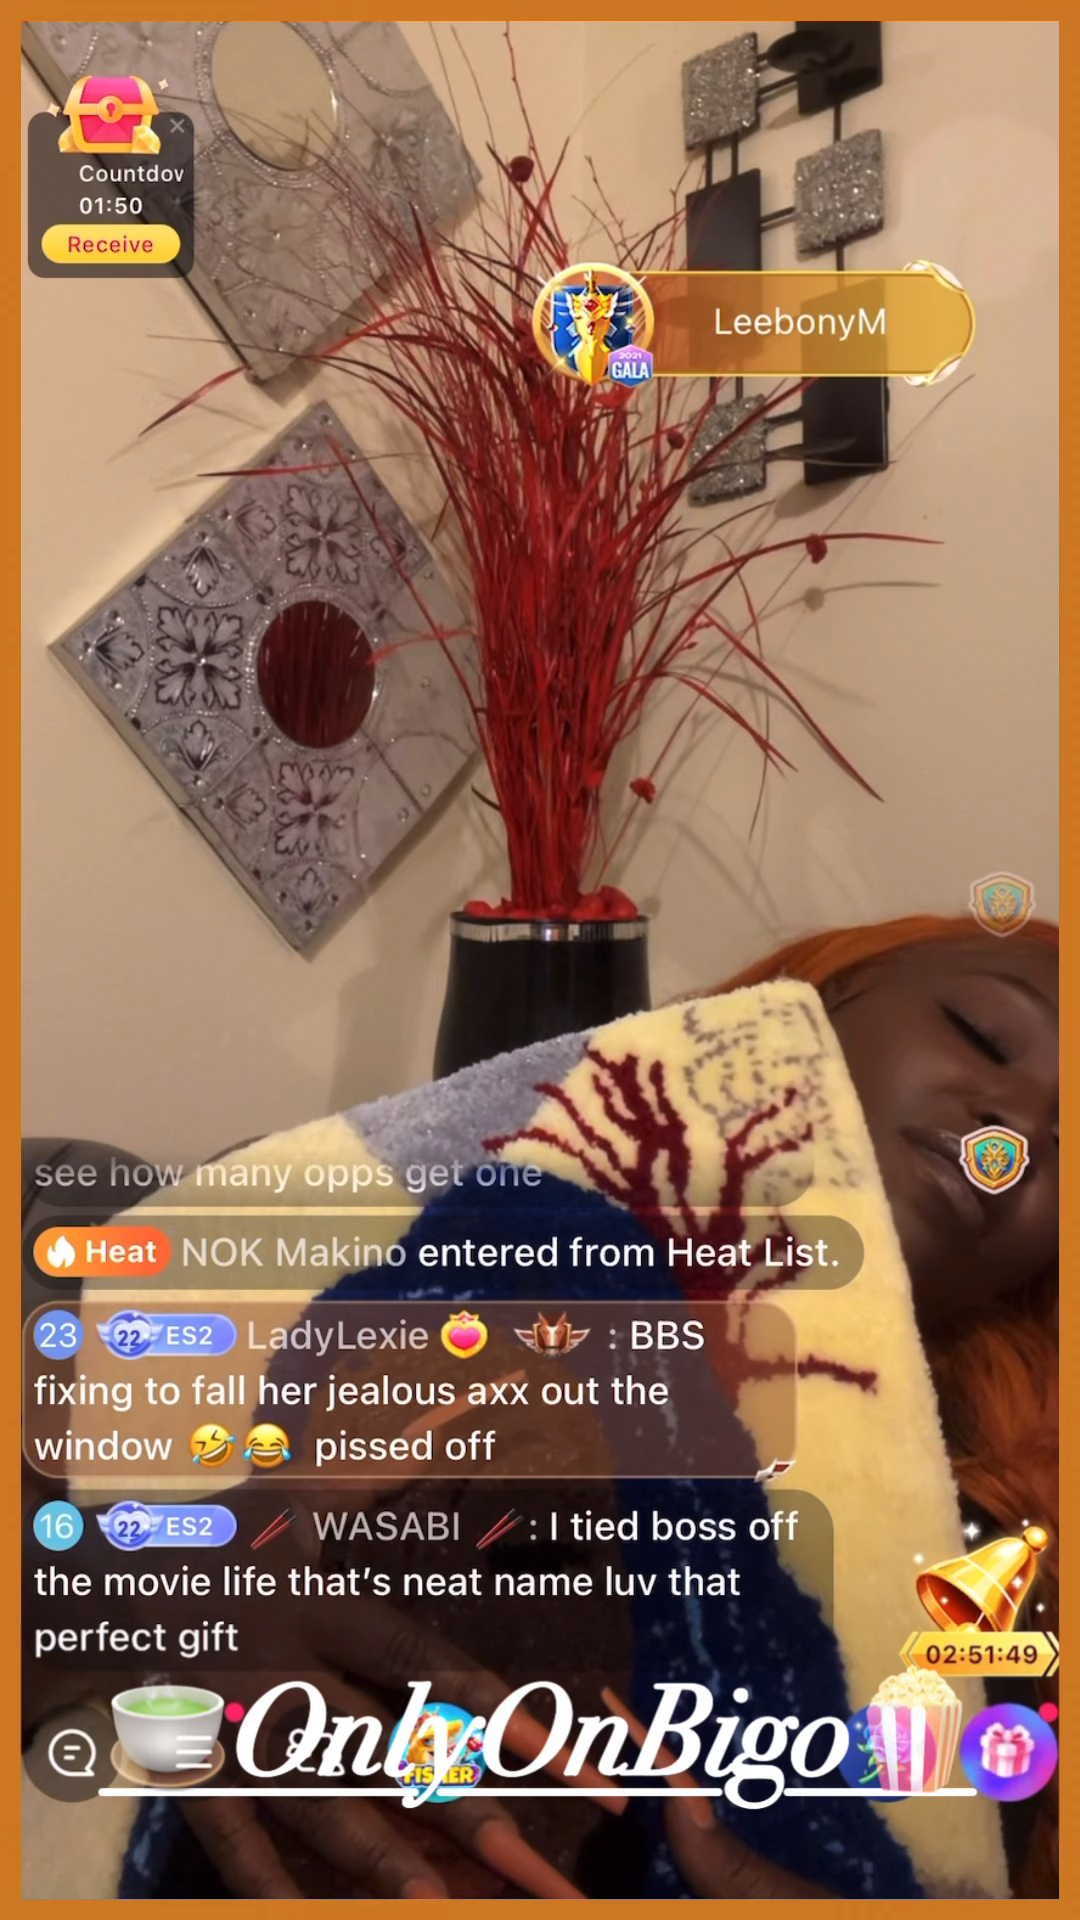 Countdov
01:50
Receive
LeebonyM
2021
GALA
see how many opps get one
Heat NOK Makino entered from Heat List.
23 22 ES2 LadyLexie : BBS
fixing to fall her jealous axx out the
window 🤣😂 pissed off
16 22 ES2 🥢 WASABI 🥢 : I tied boss off
the movie life that’s neat name luv that
perfect gift
02:51:49
OnlyOnBigo
FISHER